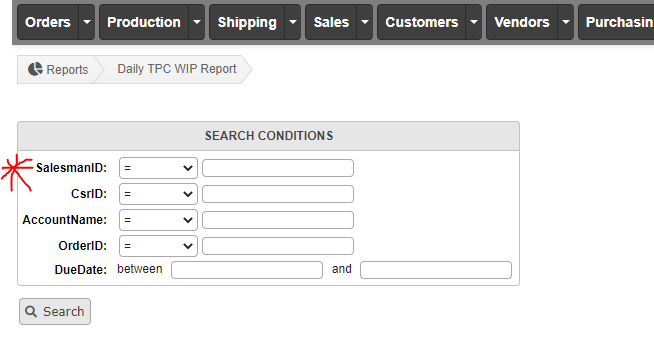 Orders Production Shipping Sales Customers Vendors Purchasin
Reports Daily TPC WIP Report
SEARCH CONDITIONS
SalesmanID: =
CsrID: =
AccountName: =
OrderID: =
DueDate: between and
Search